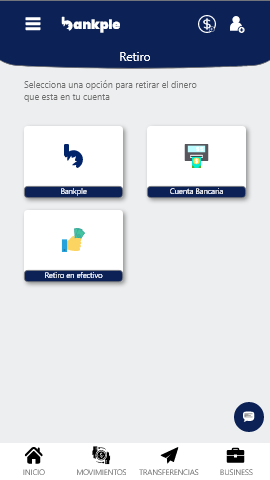 bankple
Retiro
Selecciona una opción para retirar el dinero
que esta en tu cuenta
Bankple
Cuenta Bancaria
Retiro en efectivo
INICIO
MOVIMIENTOS
TRANSFERENCIAS
BUSINESS